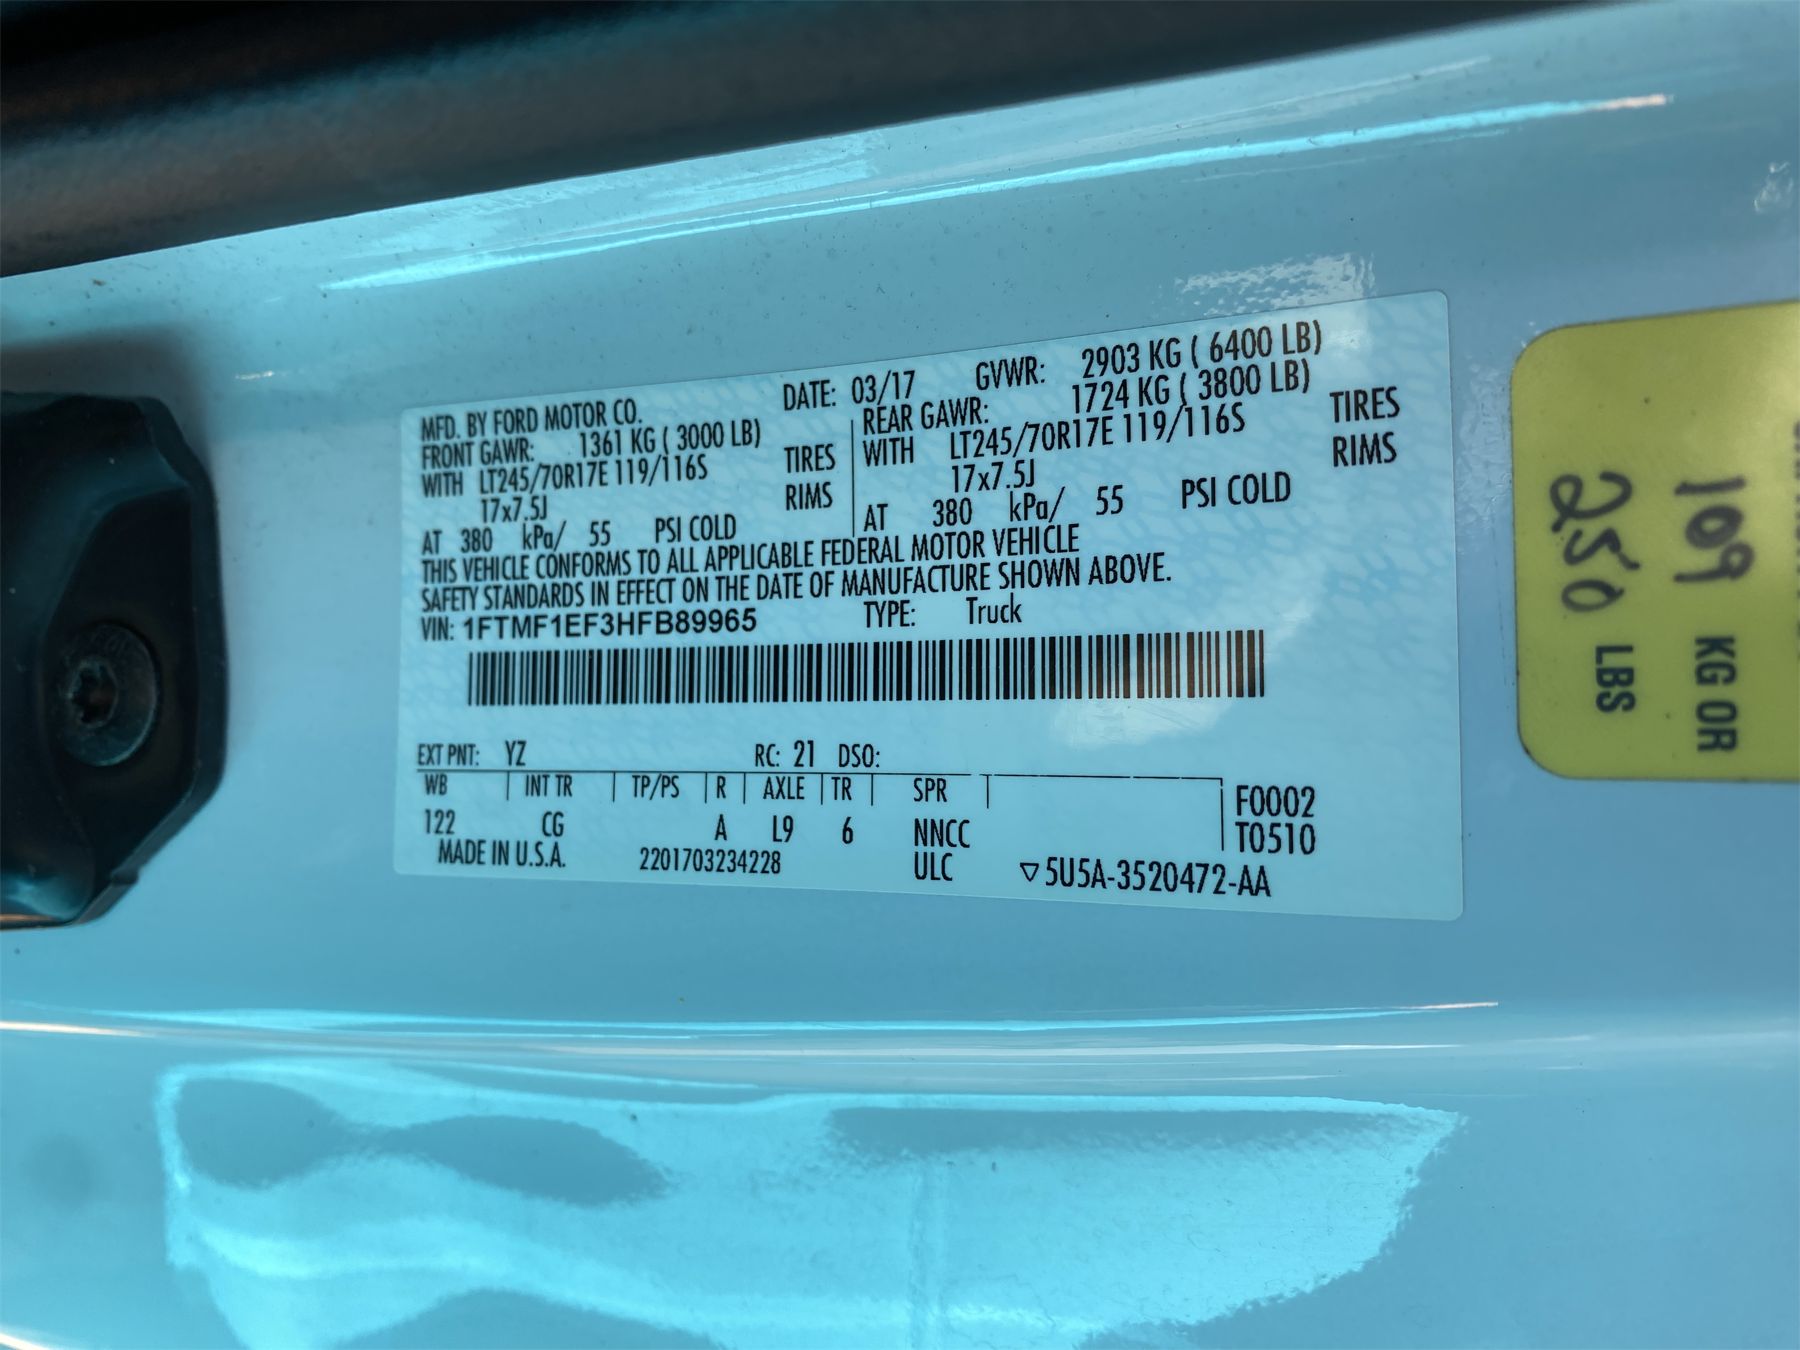 MFD. BY FORD MOTOR CO. DATE: 03/17 GVWR: 2903 KG ( 6400 LB)
FRONT GAWR: 1361 KG ( 3000 LB) REAR GAWR: 1724 KG ( 3800 LB)
WITH LT245/70R17E 119/116S TIRES WITH LT245/70R17E 119/116S TIRES
17x7.5J RIMS 17x7.5J RIMS
AT 380 kPa/ 55 PSI COLD AT 380 kPa/ 55 PSI COLD
THIS VEHICLE CONFORMS TO ALL APPLICABLE FEDERAL MOTOR VEHICLE
SAFETY STANDARDS IN EFFECT ON THE DATE OF MANUFACTURE SHOWN ABOVE.
VIN: 1FTMF1EF3HFB89965 TYPE: Truck
EXT PNT: YZ RC: 21 DSO:
WB INT TR TP/PS R AXLE TR SPR
122 CG A L9 6 NNCC
F0002
T0510
MADE IN U.S.A. 2201703234228 ULC ▽5U5A-3520472-AA
109 KG OR
250 LBS